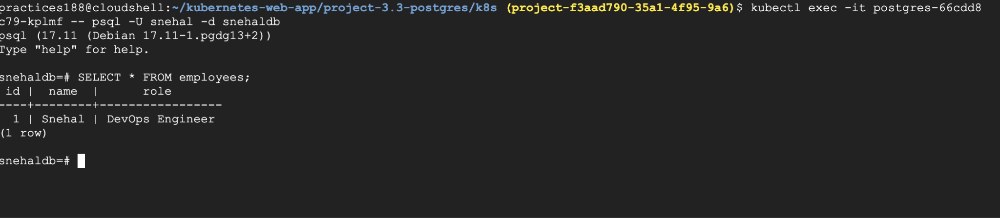 practices188@cloudshell:~/kubernetes-web-app/project-3.3-postgres/k8s (project-f3aad790-35a1-4f95-9a6)$ kubectl exec -it postgres-66cdd8
c79-kplmf -- psql -U snehal -d snehaldb
psql (17.11 (Debian 17.11-1.pgdg13+2))
Type "help" for help.
snehaldb=# SELECT * FROM employees;
 id |  name  |      role
----+--------+-----------------
  1 | Snehal | DevOps Engineer
(1 row)
snehaldb=#